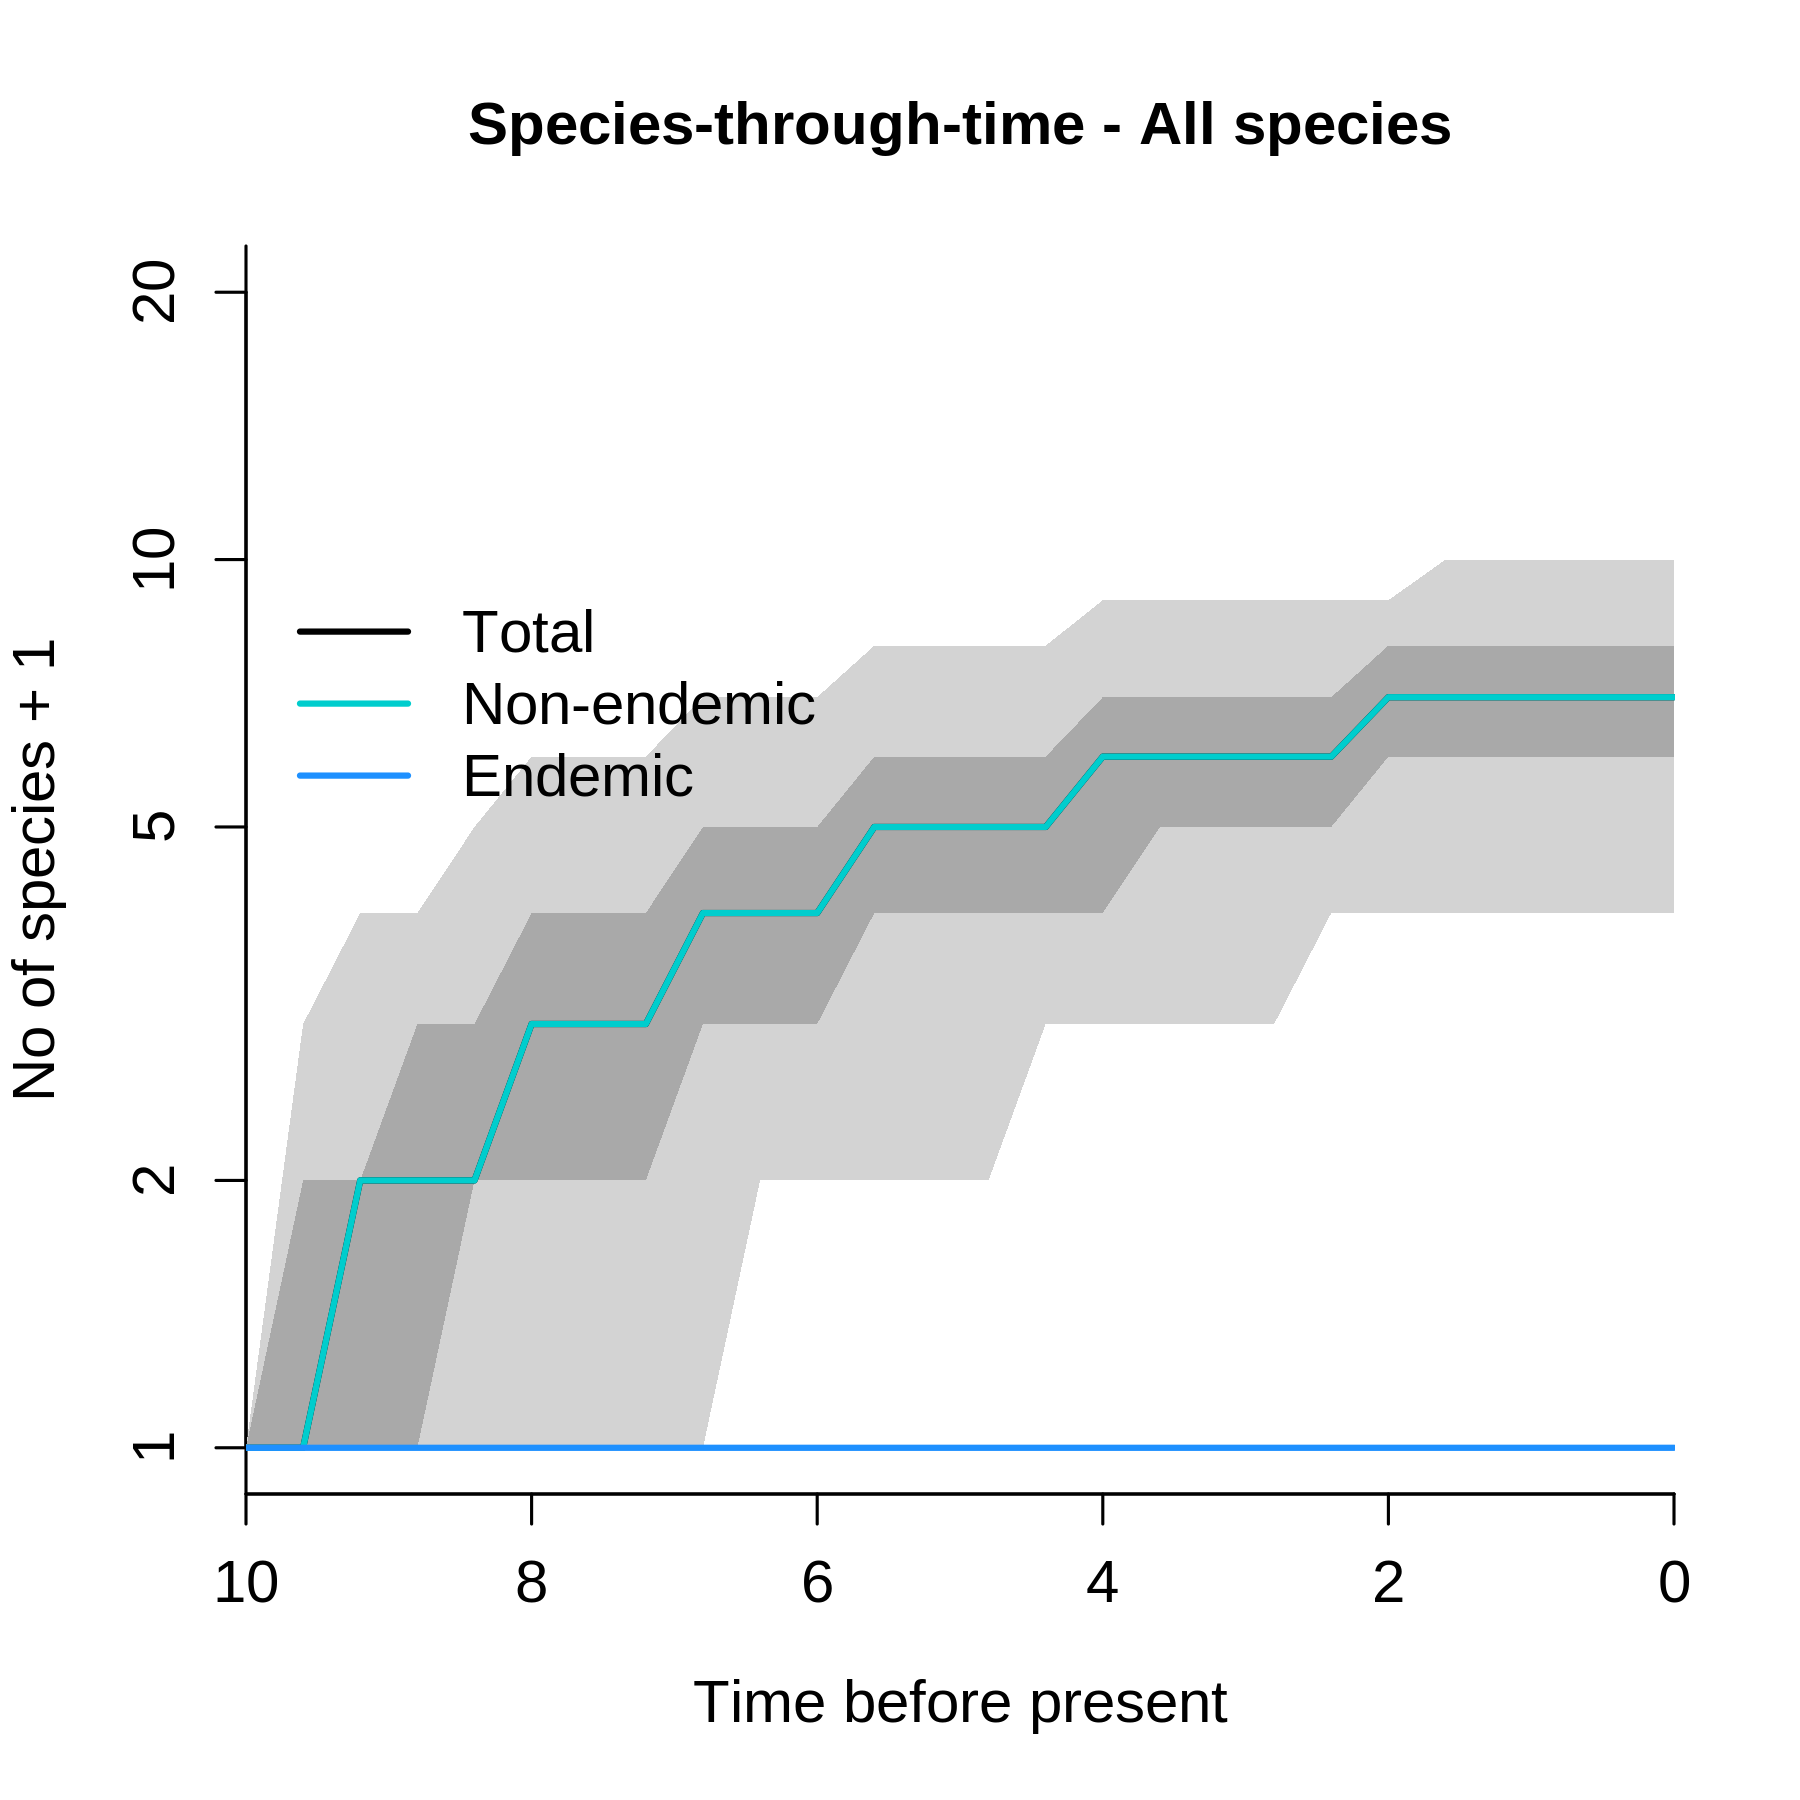 Species-through-time - All species
No of species + 1
20
10
5
2
1
Total
Non-endemic
Endemic
10 8 6 4 2 0
Time before present